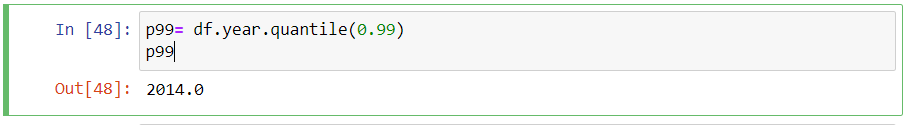 In [48]: p99= df.year.quantile(0.99)
p99
Out[48]: 2014.0